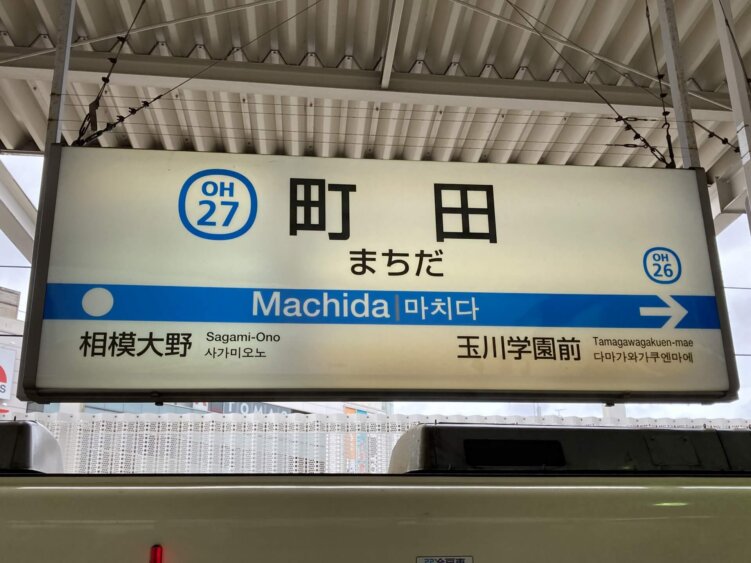 OH
27
町田
まちだ
OH
26
Machida|마치다
相模大野
Sagami-Ono
사가미오노
玉川学園前
Tamagawagakuen-mae
다마가와가쿠엔마에